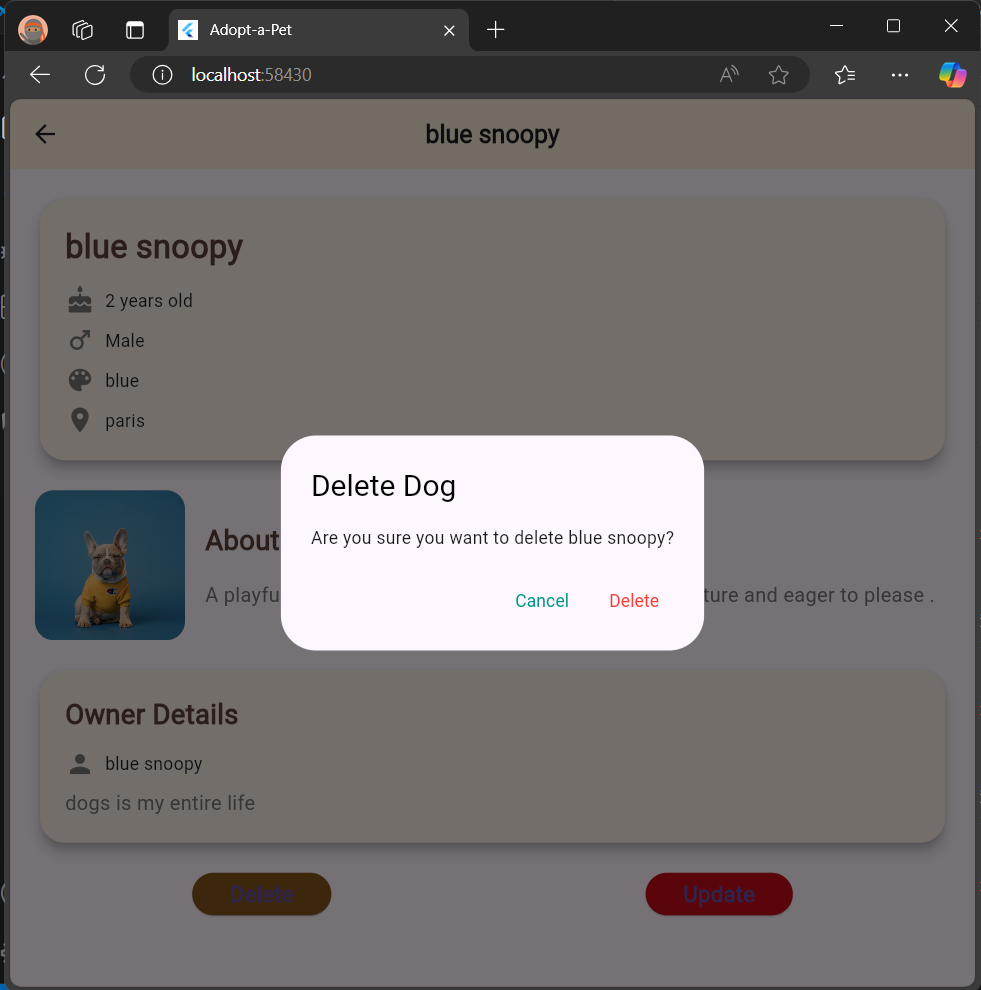 Adopt-a-Pet
localhost:58430
blue snoopy
blue snoopy
2 years old
Male
blue
paris
Delete Dog
Are you sure you want to delete blue snoopy?
Cancel Delete
About
A playfu ture and eager to please .
Owner Details
blue snoopy
dogs is my entire life
Delete Update